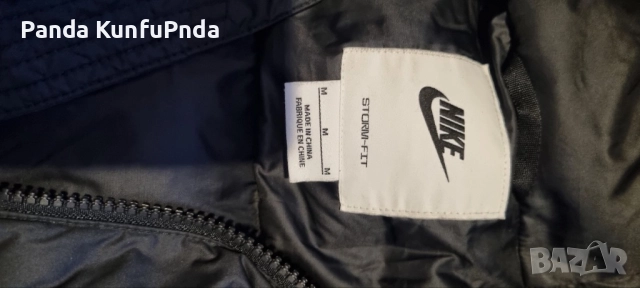 Panda KunfuPnda
NIKE
STORM-FIT
M M M
MADE IN CHINA
FABRIQUÉ EN CHINE
BAZAR